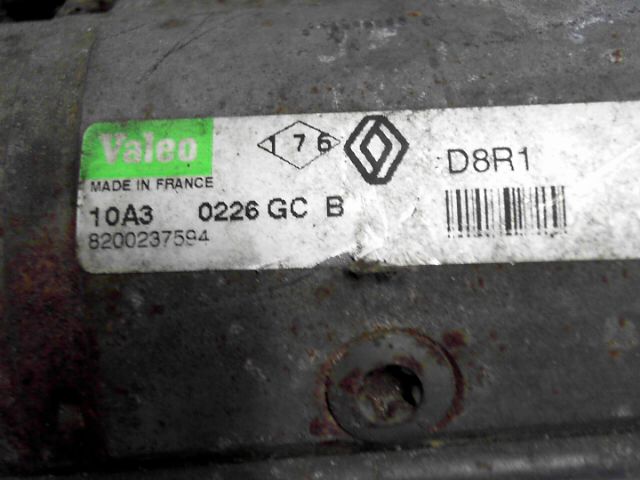 Valeo
176
D8R1
MADE IN FRANCE
10A3 0226 GC B
8200237594